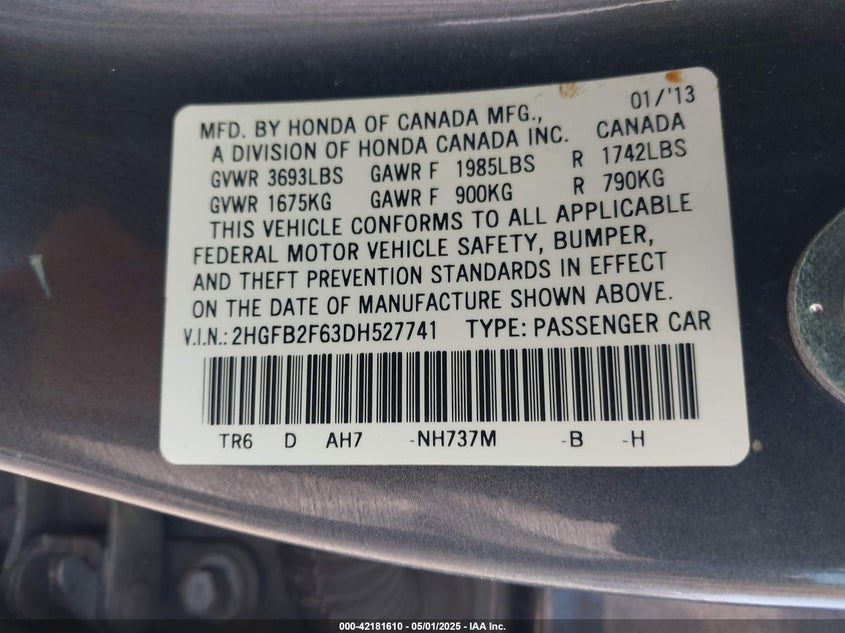 01/'13
MFD. BY HONDA OF CANADA MFG.,
A DIVISION OF HONDA CANADA INC. CANADA
GVWR 3693LBS GAWR F 1985LBS R 1742LBS
GVWR 1675KG GAWR F 900KG R 790KG
THIS VEHICLE CONFORMS TO ALL APPLICABLE
FEDERAL MOTOR VEHICLE SAFETY, BUMPER,
AND THEFT PREVENTION STANDARDS IN EFFECT
ON THE DATE OF MANUFACTURE SHOWN ABOVE.
V.I.N.: 2HGFB2F63DH527741 TYPE: PASSENGER CAR
TR6 D AH7 -NH737M -B -H
000-42181610 - 05/01/2025 - IAA Inc.